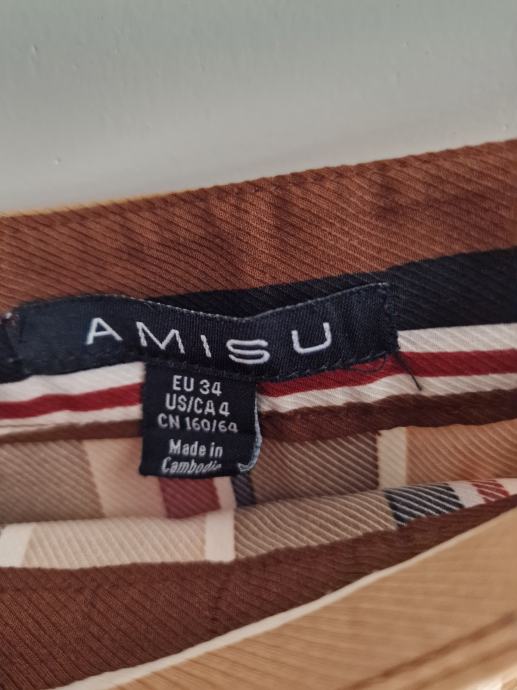 AMISU
EU 34
US/CA 4
CN 160/64
Made in
Cambodia